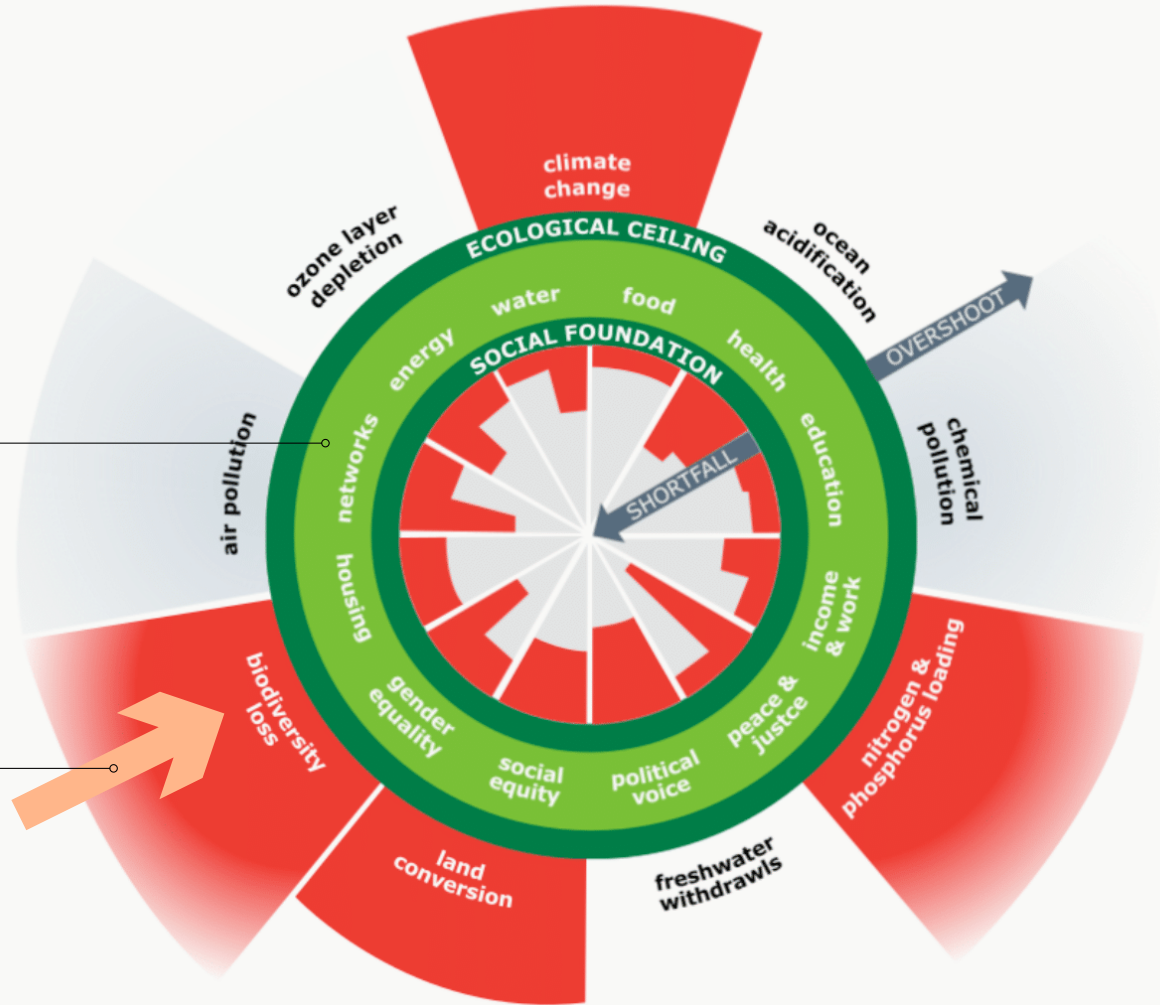 climate
change
ozone layer
depletion
ocean
acidification
ECOLOGICAL CEILING
OVERSHOOT
water
food
energy
health
SOCIAL FOUNDATION
networks
education
air pollution
chemical
pollution
SHORTFALL
housing
income
& work
biodiversity
loss
gender
equality
peace &
justce
nitrogen &
phosphorus loading
social
equity
political
voice
land
conversion
freshwater
withdrawls